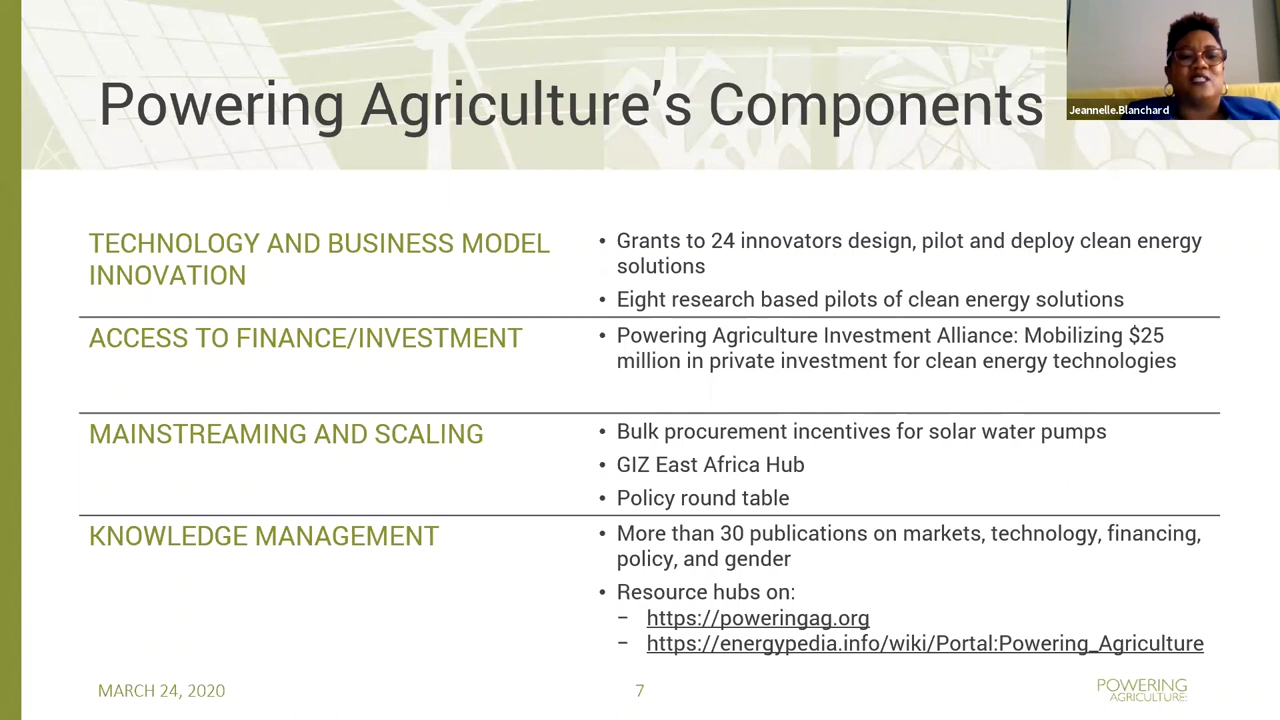 Powering Agriculture’s Components
Jeannelle.Blanchard
TECHNOLOGY AND BUSINESS MODEL
INNOVATION
• Grants to 24 innovators design, pilot and deploy clean energy
solutions
• Eight research based pilots of clean energy solutions
ACCESS TO FINANCE/INVESTMENT
• Powering Agriculture Investment Alliance: Mobilizing $25
million in private investment for clean energy technologies
MAINSTREAMING AND SCALING
• Bulk procurement incentives for solar water pumps
• GIZ East Africa Hub
• Policy round table
KNOWLEDGE MANAGEMENT
• More than 30 publications on markets, technology, financing,
policy, and gender
• Resource hubs on:
– https://poweringag.org
– https://energypedia.info/wiki/Portal:Powering_Agriculture
MARCH 24, 2020
7
POWERING
AGRICULTURE: